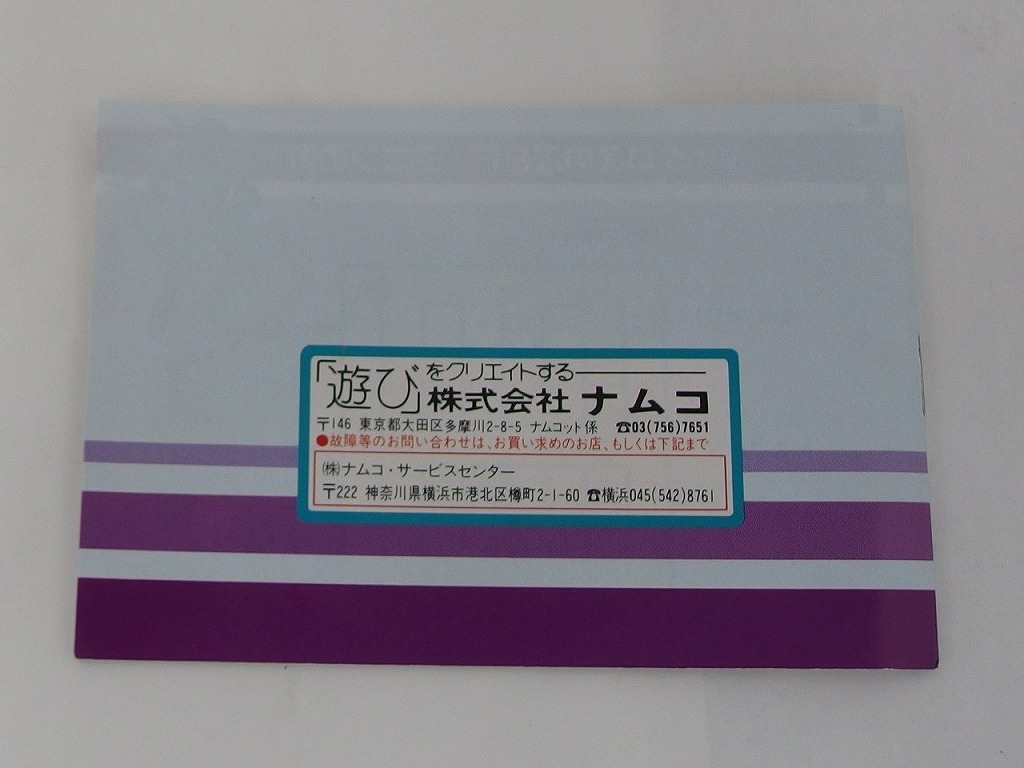 「遊び」をクリエイトする
株式会社ナムコ
〒146 東京都大田区多摩川2-8-5 ナムコット係 ☎03(756)7651
●故障等のお問い合わせは、お買い求めのお店、もしくは下記まで
㈱ナムコ・サービスセンター
〒222 神奈川県横浜市港北区樽町2-1-60 ☎横浜045(542)8761